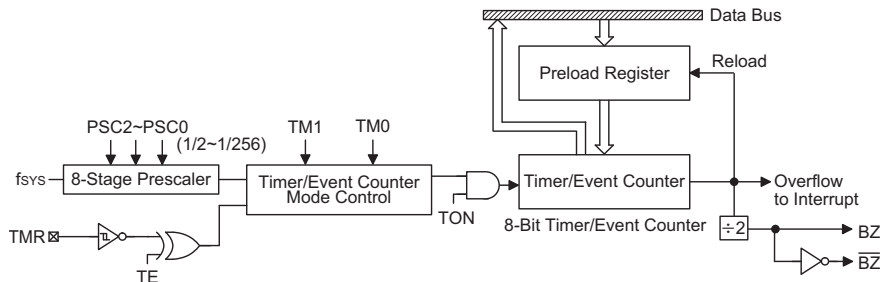 Data Bus
Preload Register
Reload
PSC2~PSC0
(1/2~1/256)
TM1
TM0
fSYS
8-Stage Prescaler
Timer/Event Counter
Mode Control
TON
Timer/Event Counter
8-Bit Timer/Event Counter
Overflow
to Interrupt
÷2
BZ
BZ
TMR
TE